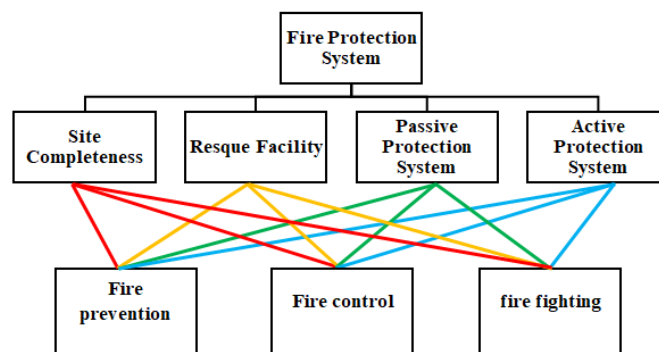 Fire Protection
System
Site
Completeness
Resque Facility
Passive
Protection
System
Active
Protection
System
Fire
prevention
Fire control
fire fighting